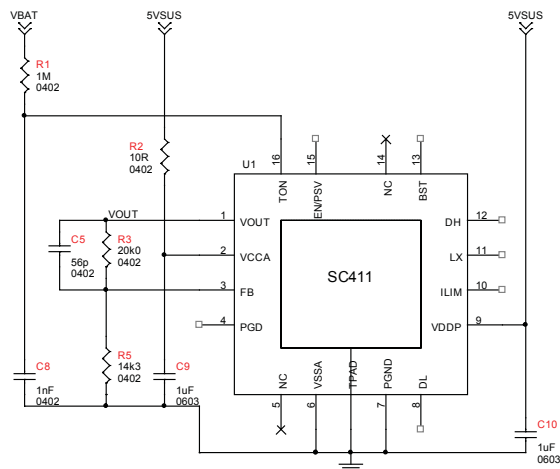 VBAT
5VSUS
5VSUS
R1
1M
0402
R2
10R
0402
U1
16
15
14
13
TON
EN/PSV
NC
BST
VOUT
1
VOUT
DH
12
C5
56p
0402
R3
20k0
0402
2
VCCA
LX
11
SC411
3
FB
ILIM
10
4
PGD
VDDP
9
R5
14k3
0402
C8
1nF
0402
C9
1uF
0603
NC
VSSA
TPAD
PGND
DL
5
6
7
8
C10
1uF
0603